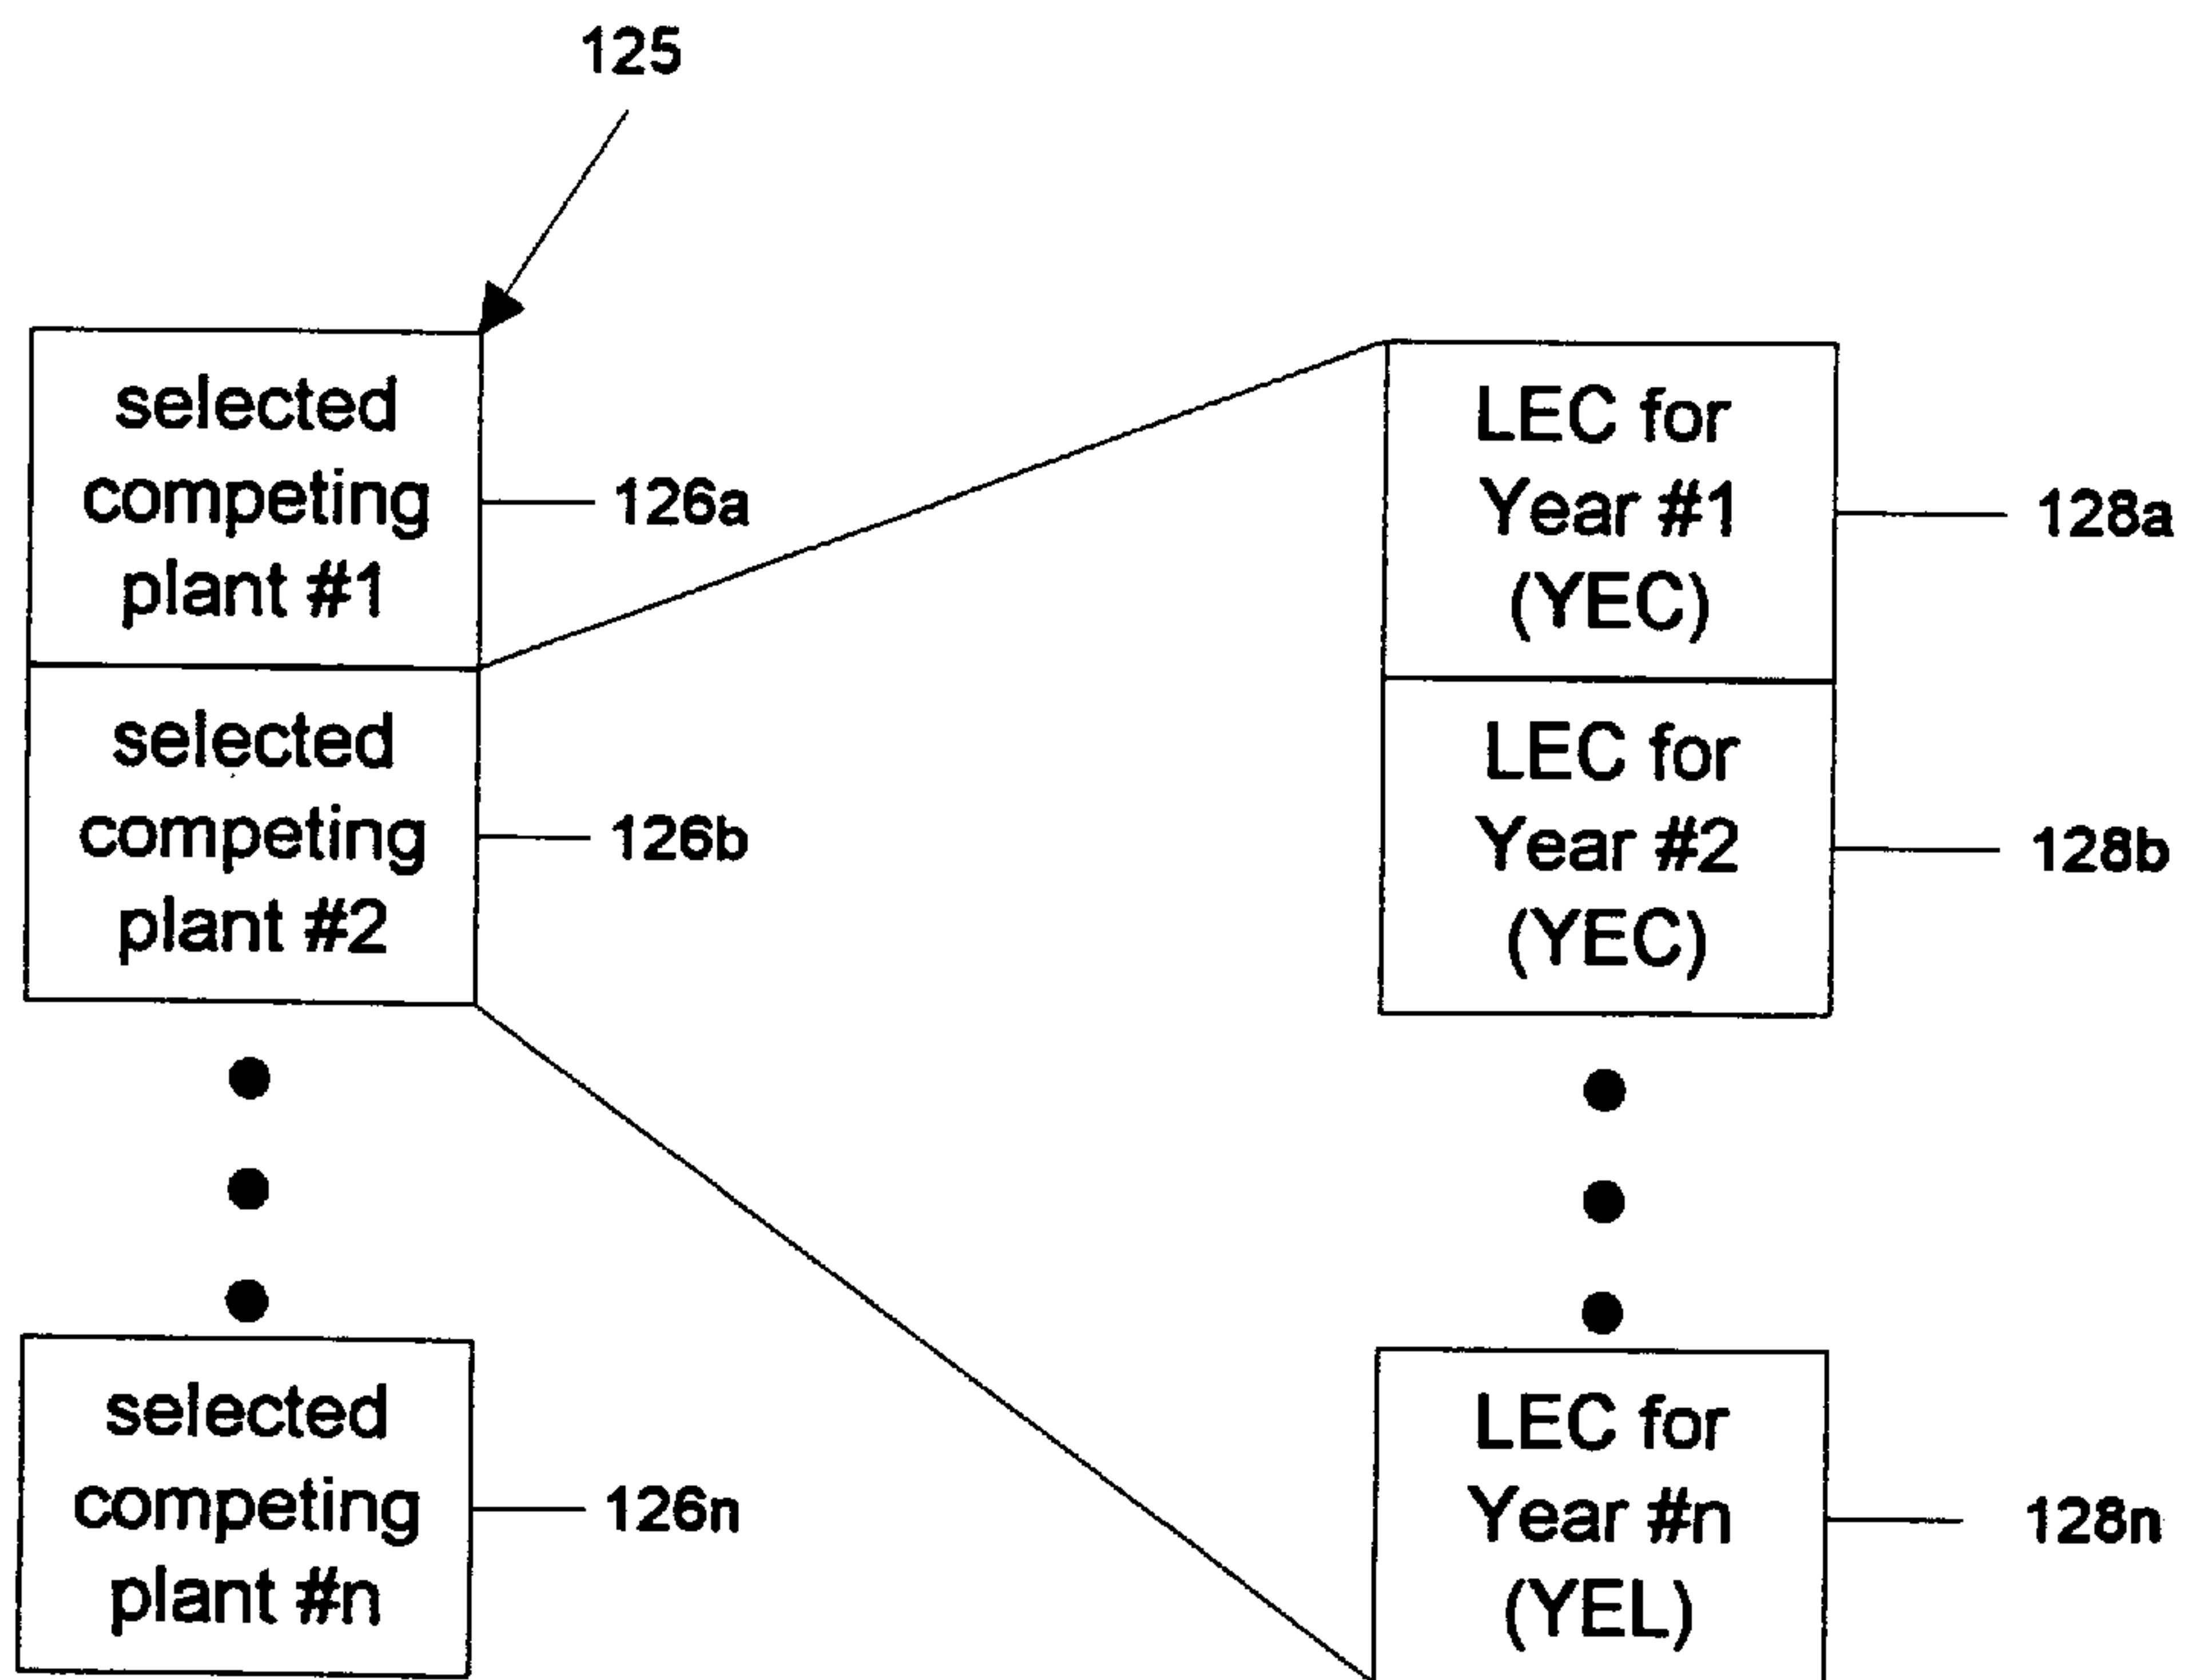 125
selected
competing
plant #1
126a
selected
competing
plant #2
126b
selected
competing
plant #n
126n
LEC for
Year #1
(YEC)
128a
LEC for
Year #2
(YEC)
128b
LEC for
Year #n
(YEL)
128n